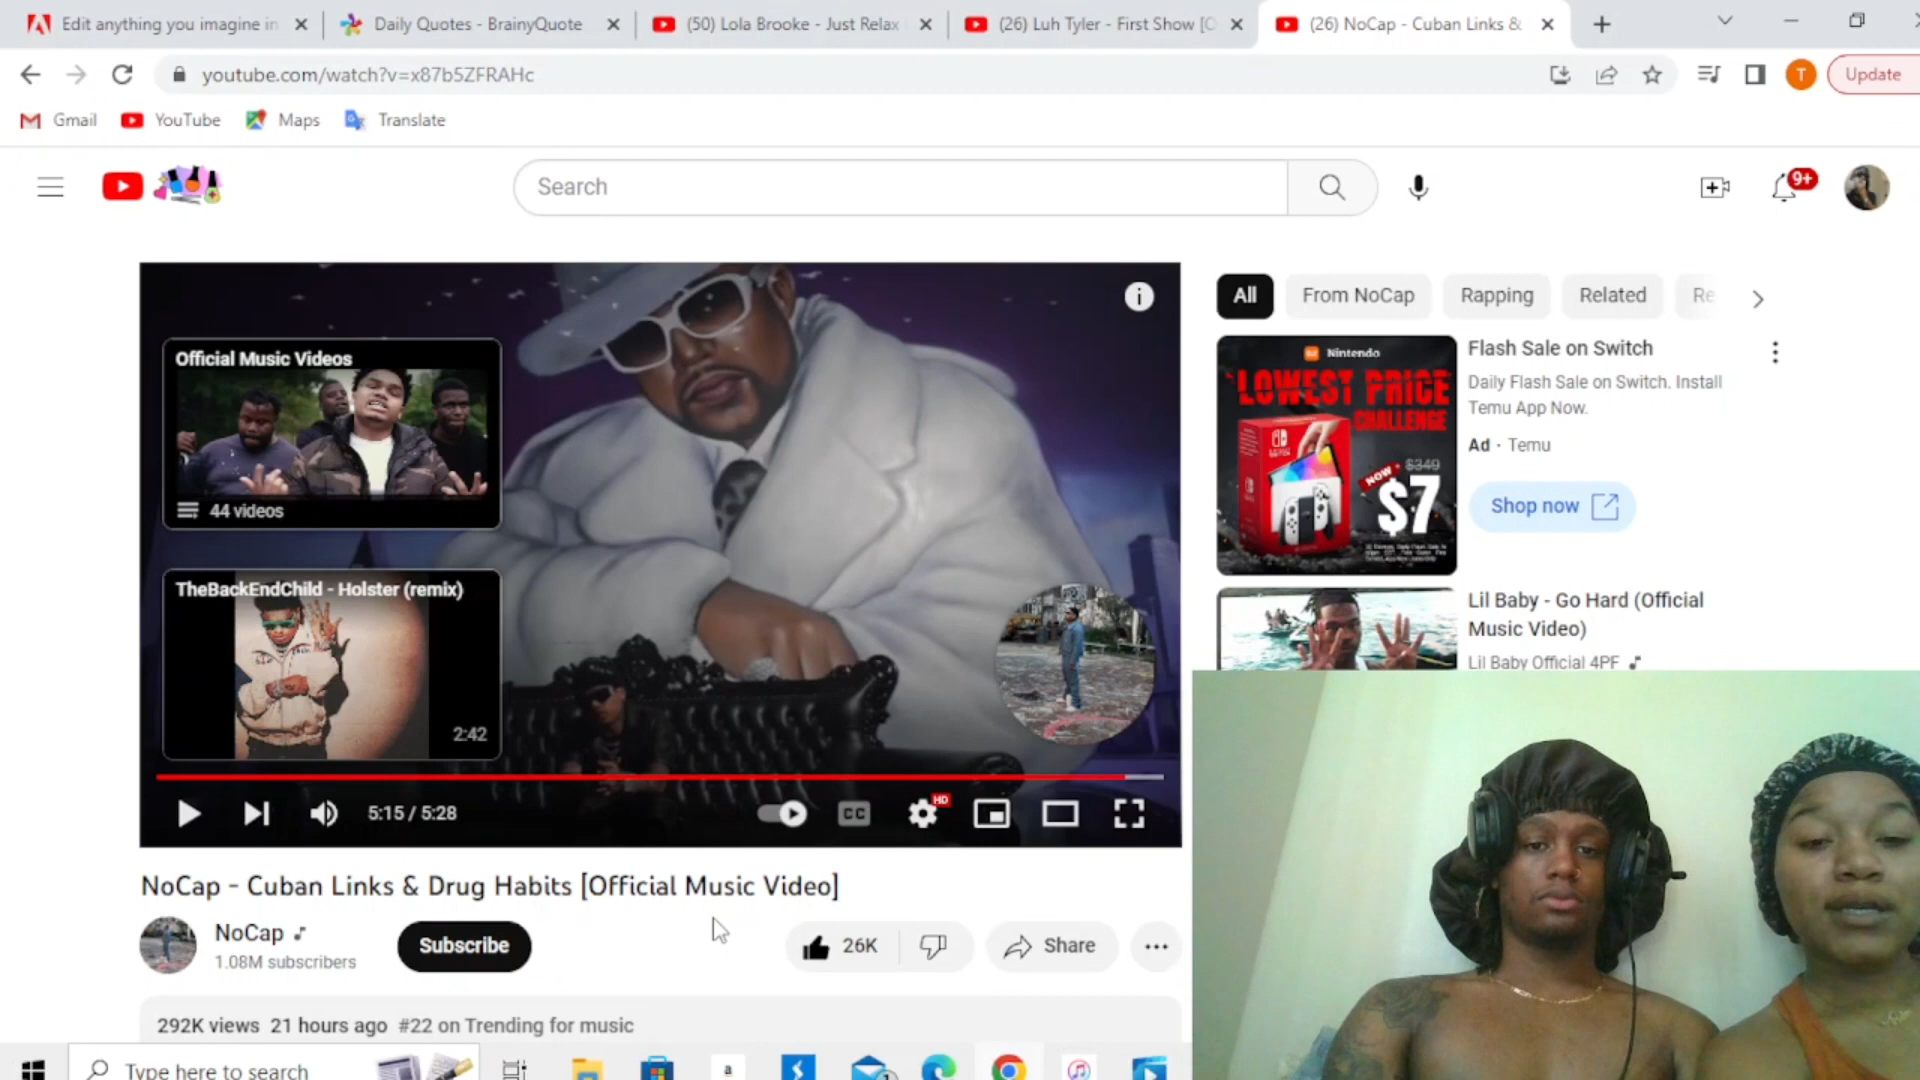 Edit anything you imagine in
Daily Quotes - BrainyQuote
(50) Lola Brooke - Just Relax
(26) Luh Tyler - First Show [O
(26) NoCap - Cuban Links &
youtube.com/watch?v=x87b5ZFRAHc
T
Update
Gmail
YouTube
Maps
Translate
Search
9+
Official Music Videos
44 videos
TheBackEndChild - Holster (remix)
2:42
5:15 / 5:28
CC
HD
All
From NoCap
Rapping
Related
Re
Nintendo
LOWEST PRICE
CHALLENGE
NOW
$349
$7
Flash Sale on Switch
Daily Flash Sale on Switch. Install
Temu App Now.
Ad · Temu
Shop now
Lil Baby - Go Hard (Official
Music Video)
Lil Baby Official 4PF
NoCap - Cuban Links & Drug Habits [Official Music Video]
NoCap
1.08M subscribers
Subscribe
26K
Share
292K views 21 hours ago #22 on Trending for music
Type here to search
a